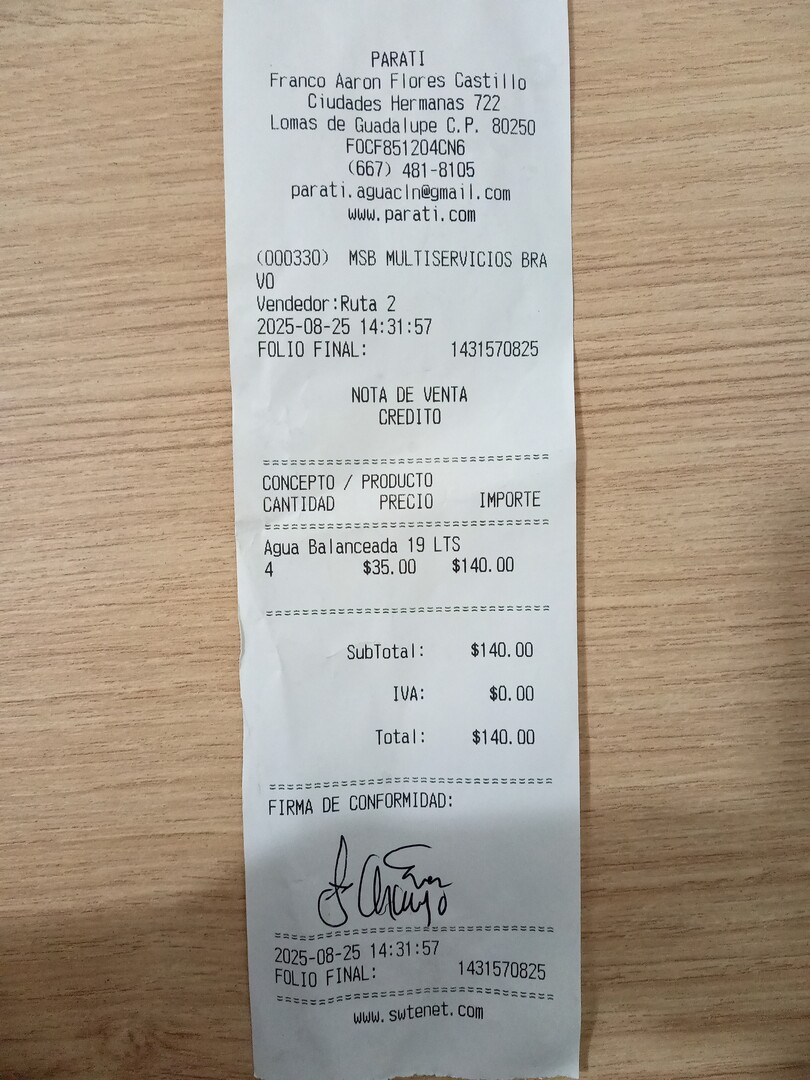 PARATI
Franco Aaron Flores Castillo
Ciudades Hermanas 722
Lomas de Guadalupe C.P. 80250
FOCF851204CN6
(667) 481-8105
parati.aguacln@gmail.com
www.parati.com
(000330) MSB MULTISERVICIOS BRA
VO
Vendedor:Ruta 2
2025-08-25 14:31:57
FOLIO FINAL: 1431570825
NOTA DE VENTA
CREDITO
CONCEPTO / PRODUCTO
CANTIDAD PRECIO IMPORTE
Agua Balanceada 19 LTS
4 $35.00 $140.00
SubTotal: $140.00
IVA: $0.00
Total: $140.00
FIRMA DE CONFORMIDAD:
2025-08-25 14:31:57
FOLIO FINAL: 1431570825
www.swtenet.com